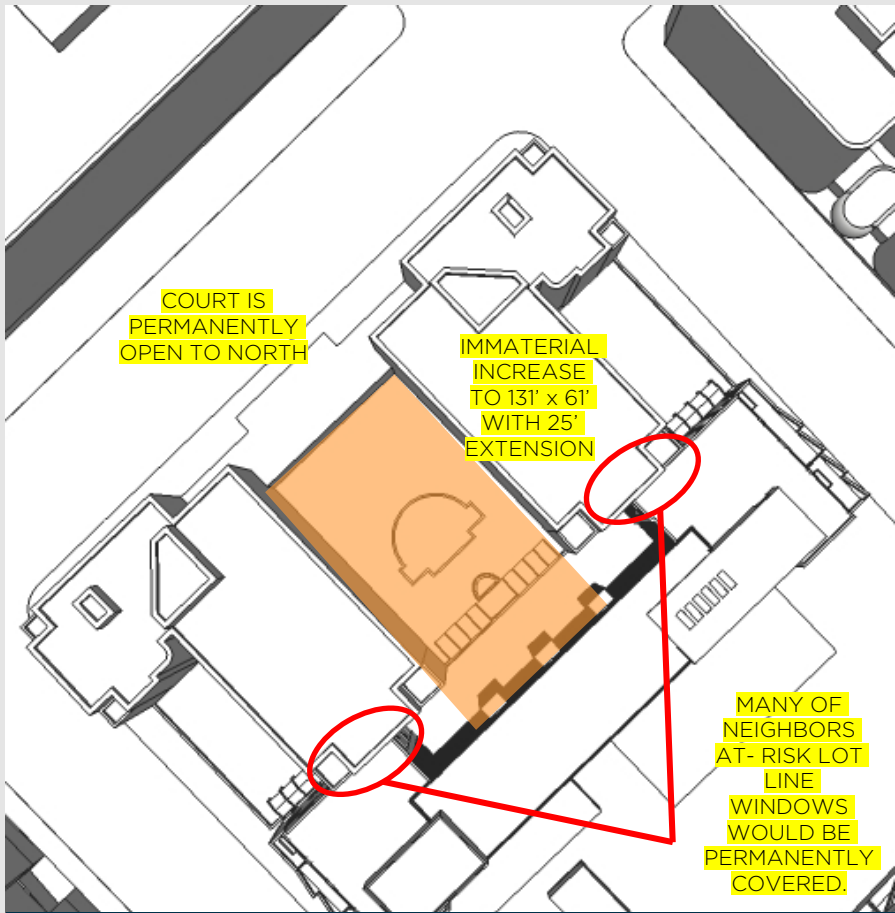 COURT IS
PERMANENTLY
OPEN TO NORTH
IMMATERIAL
INCREASE
TO 131' x 61'
WITH 25'
EXTENSION
MANY OF
NEIGHBORS
AT- RISK LOT
LINE
WINDOWS
WOULD BE
PERMANENTLY
COVERED.